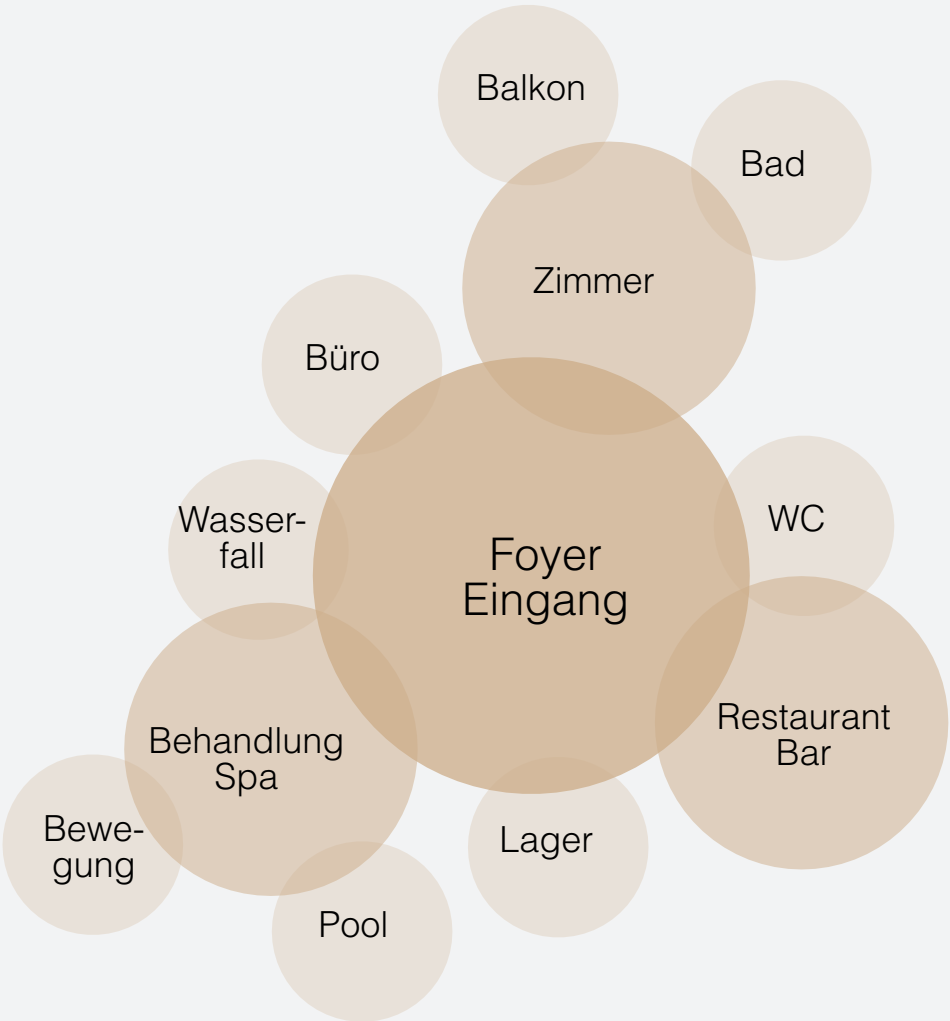 Balkon
Bad
Zimmer
Büro
Wasser-
fall
WC
Foyer
Eingang
Restaurant
Bar
Behandlung
Spa
Bewe-
gung
Lager
Pool